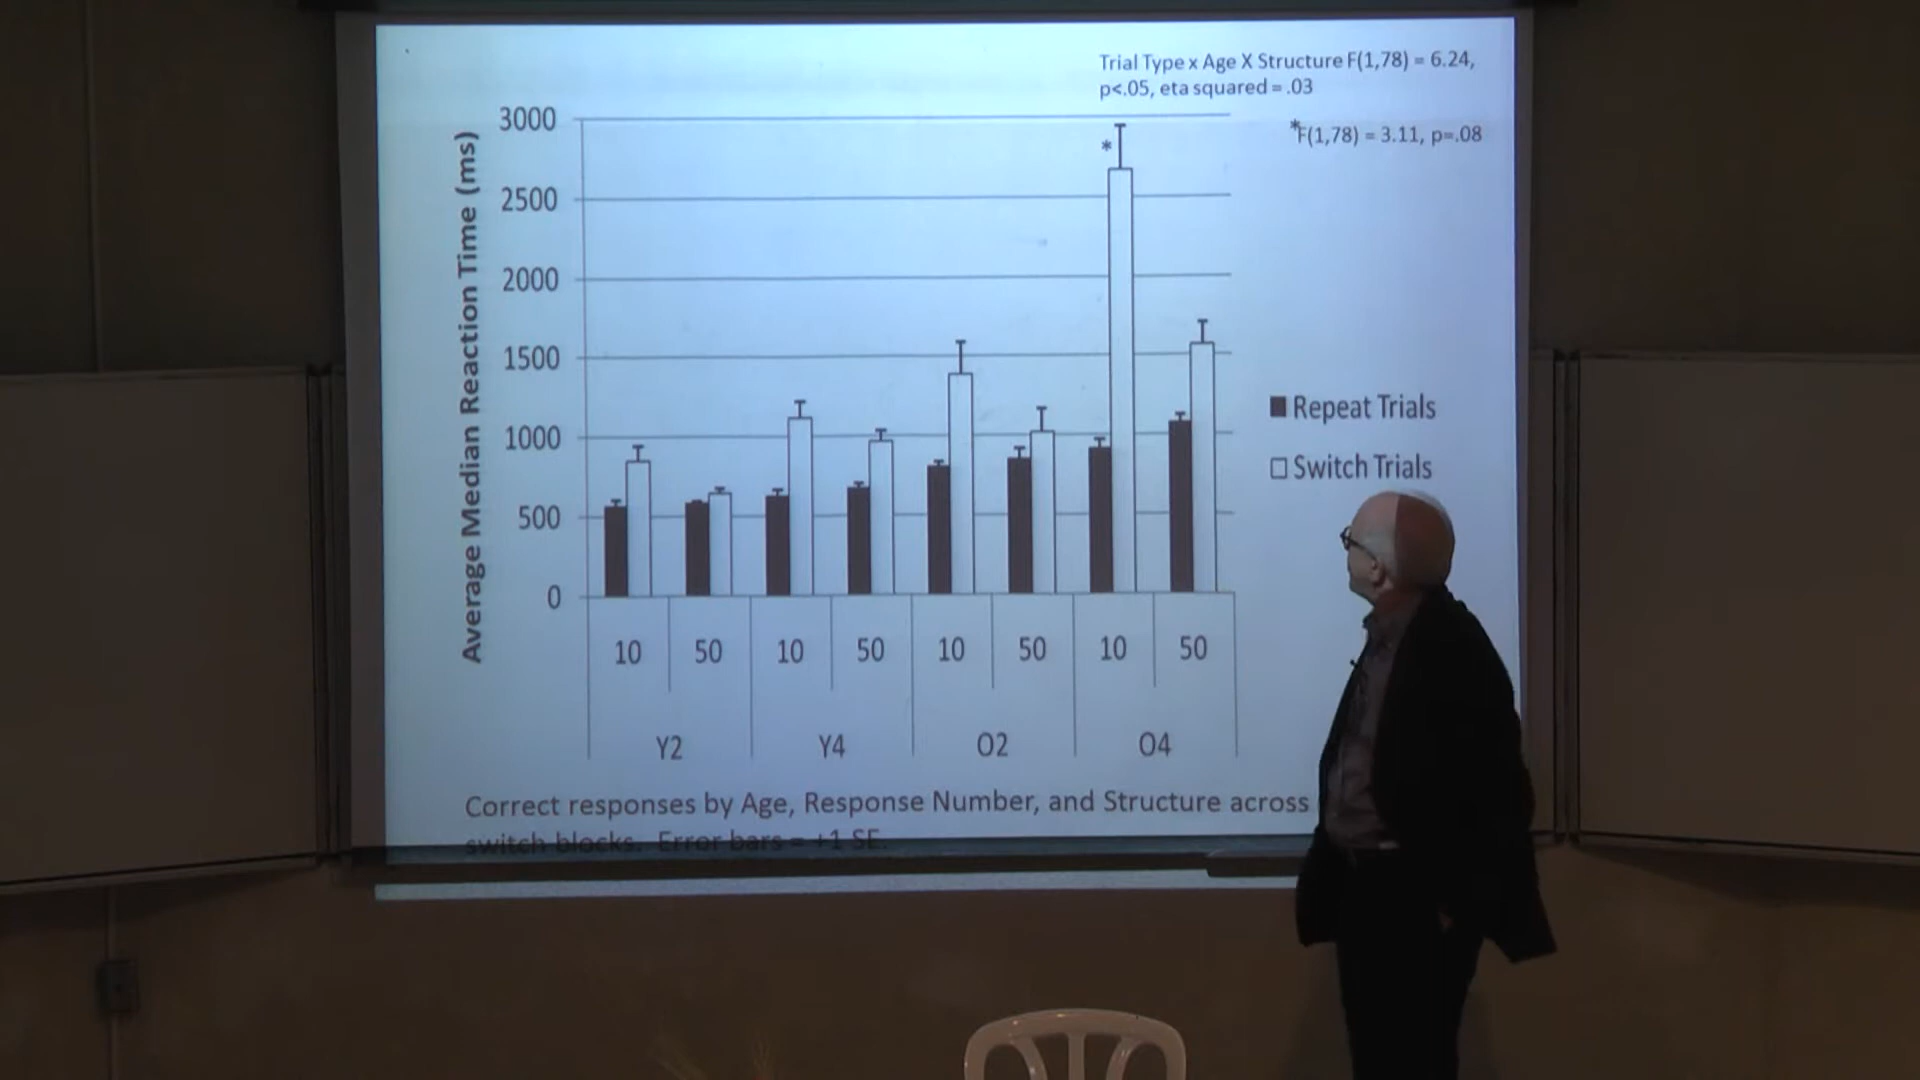 Trial Type x Age X Structure F(1,78) = 6.24,
p<.05, eta squared = .03
*F(1,78) = 3.11, p=.08
Average Median Reaction Time (ms)
3000
2500
2000
1500
1000
500
0
*
Repeat Trials
Switch Trials
10 50 10 50 10 50 10 50
Y2 Y4 O2 O4
Correct responses by Age, Response Number, and Structure across
switch blocks. Error bars = +1 SE.